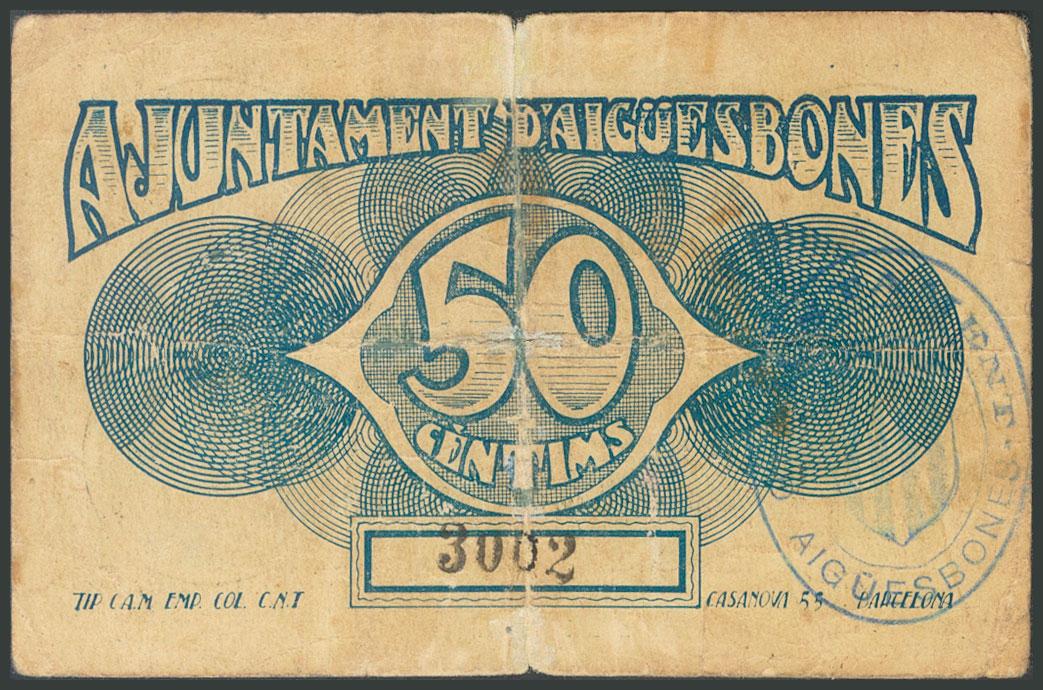 AJUNTAMENT D'AIGÜESBONES
50
CÈNTIMS
3002
TIP C.A.M EMP. COL. C.N.T
CASANOVA 55 BARCELONA
AIGÜESBONES